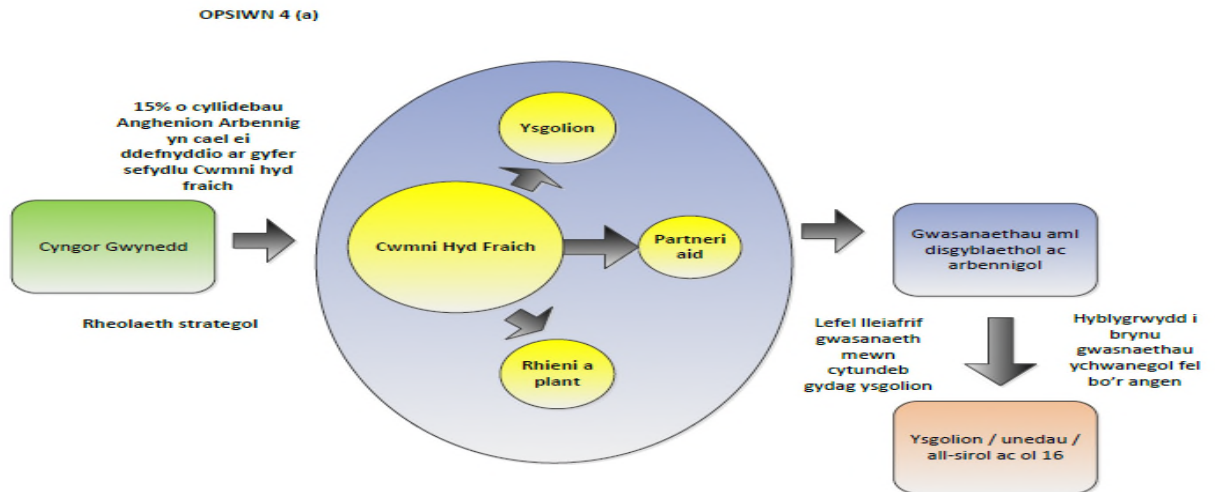 OPSIWN 4 (a)
15% o cyllidebau
Anghenion Arbennig
yn cael ei
ddefnyddio ar gyfer
sefydlu Cwmni hyd
fraich
Cyngor Gwynedd
Rheolaeth strategol
Ysgolion
Cwmni Hyd Fraich
Partneri
aid
Rhieni a
plant
Gwasanaethau aml
disgyblaethol ac
arbennigol
Lefel lleiafrif
gwasanaeth
mewn
cytundeb
gydag ysgolion
Hyblygrwydd i
brynu
gwasnaethau
ychwanegol fel
bo'r angen
Ysgolion / unedau /
all-sirol ac ol 16